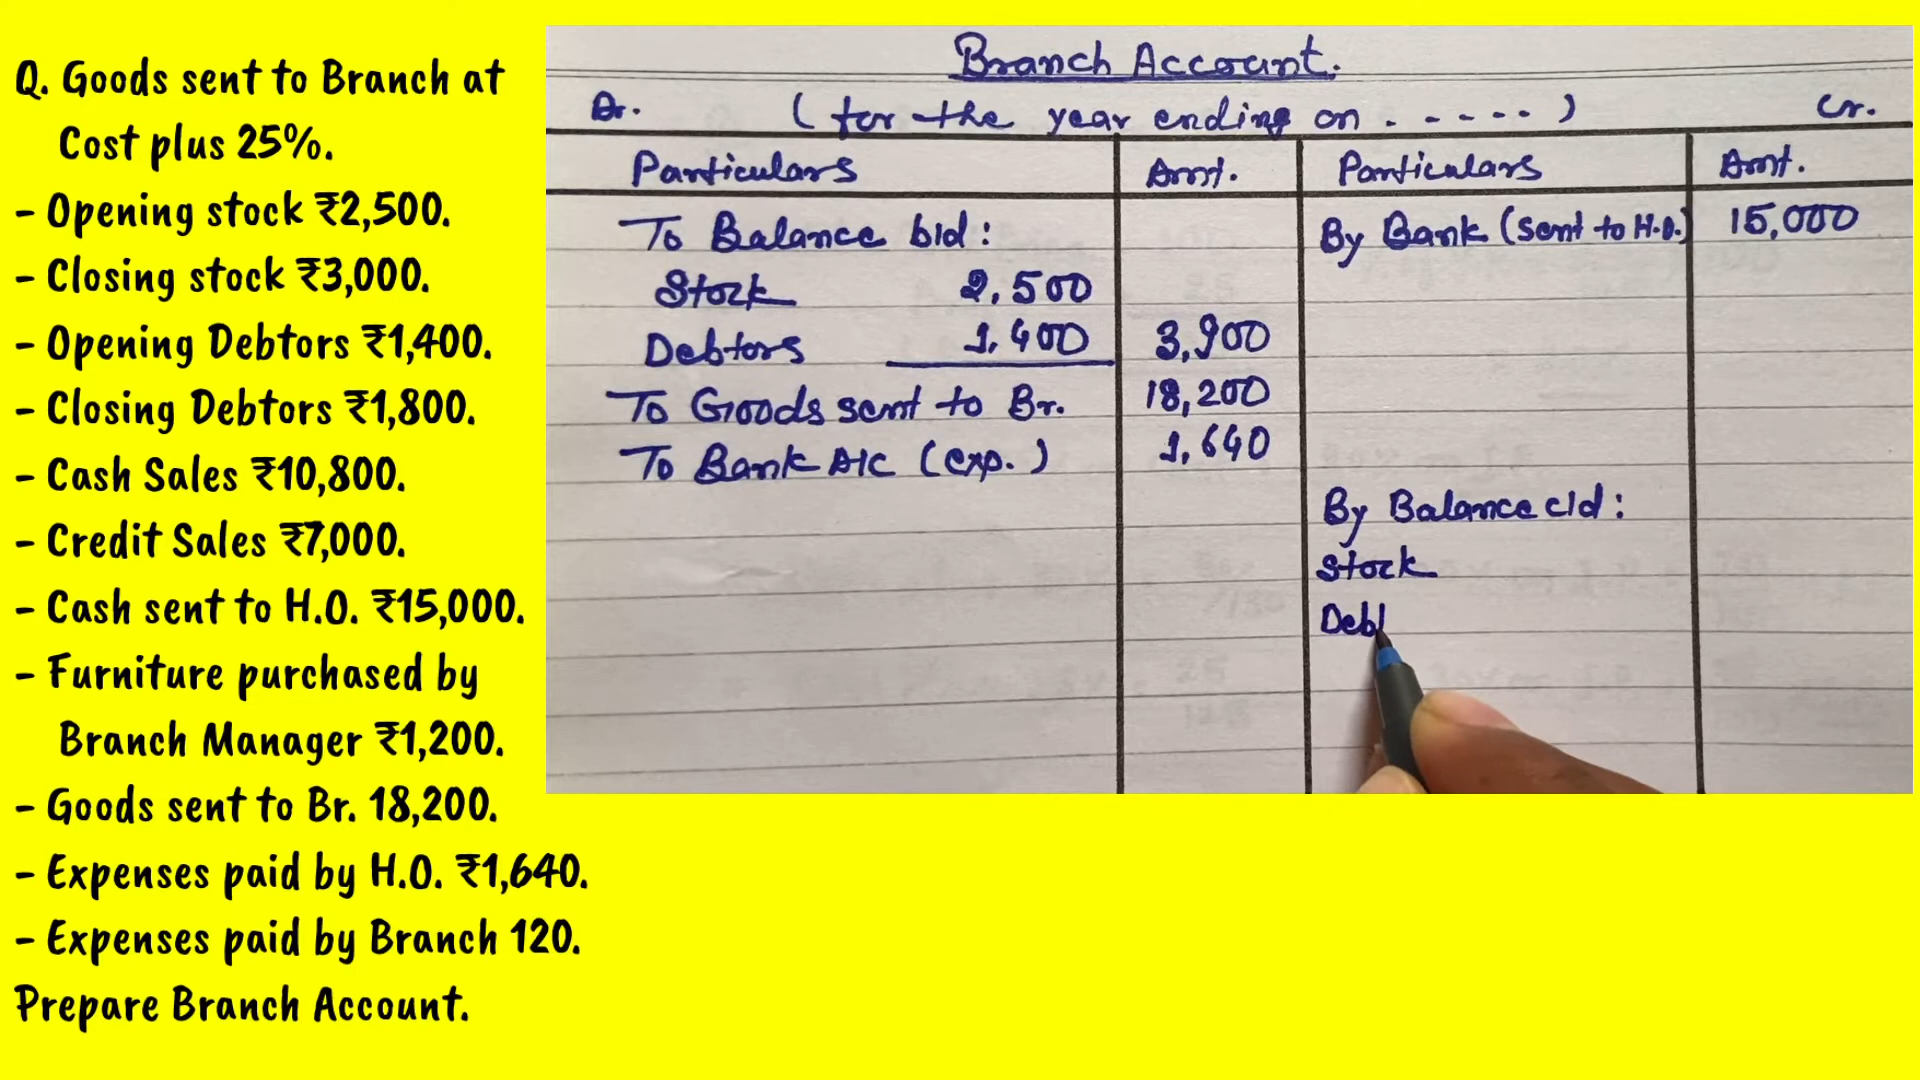 Q. Goods sent to Branch at
Cost plus 25%.
- Opening stock ₹2,500.
- Closing stock ₹3,000.
- Opening Debtors ₹1,400.
- Closing Debtors ₹1,800.
- Cash Sales ₹10,800.
- Credit Sales ₹7,000.
- Cash sent to H.O. ₹15,000.
- Furniture purchased by
Branch Manager ₹1,200.
- Goods sent to Br. 18,200.
- Expenses paid by H.O. ₹1,640.
- Expenses paid by Branch 120.
Prepare Branch Account.
Branch Account.
Dr. (for the year ending on . - - - . . ) Cr.
Particulars Amt. Particulars Amt.
To Balance b/d: By Bank (Sent to H.O.) 15,000
Stock 2,500
Debtors 1,400 3,900
To Goods sent to Br. 18,200
To Bank A/C (exp.) 1,640
By Balance c/d:
Stock
Deb